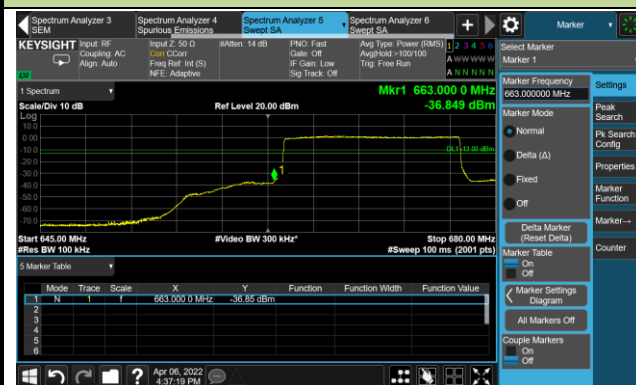 Spectrum Analyzer 3
SEM
Spectrum Analyzer 4
Spurious Emissions
Spectrum Analyzer 5
Swept SA
Spectrum Analyzer 6
Swept SA
+
Marker
KEYSIGHT
Input: RF
Coupling: AC
Align: Auto
Input Z: 50 Ω
Corr CCorr
Freq Ref: Int (S)
NFE: Adaptive
#Atten: 14 dB
PNO: Fast
Gate: Off
IF Gain: Low
Sig Track: Off
Avg Type: Power (RMS)
Avg|Hold:>100/100
Trig: Free Run
1 2 3 4 5 6
A W W W W W
A N N N N N
LXI
Select Marker
Marker 1
1 Spectrum
Scale/Div 10 dB
Ref Level 20.00 dBm
Mkr1 663.000 0 MHz
-36.849 dBm
Log
10.0
0.00
-10.0
-20.0
-30.0
-40.0
-50.0
-60.0
-70.0
DL1 -13.00 dBm
1
Start 645.00 MHz
#Res BW 100 kHz
#Video BW 300 kHz*
Stop 680.00 MHz
#Sweep 100 ms (2001 pts)
5 Marker Table
Mode Trace Scale X Y Function Function Width Function Value
1 N 1 f 663.000 0 MHz -36.85 dBm
2
3
4
5
6
Marker Frequency
663.000000 MHz
Marker Mode
Normal
Delta (Δ)
Fixed
Off
Delta Marker
(Reset Delta)
Marker Table
On
Off
Marker Settings
Diagram
All Markers Off
Couple Markers
On
Off
Settings
Peak
Search
Pk Search
Config
Properties
Marker
Function
Marker→
Counter
?
Apr 06, 2022
4:37:19 PM